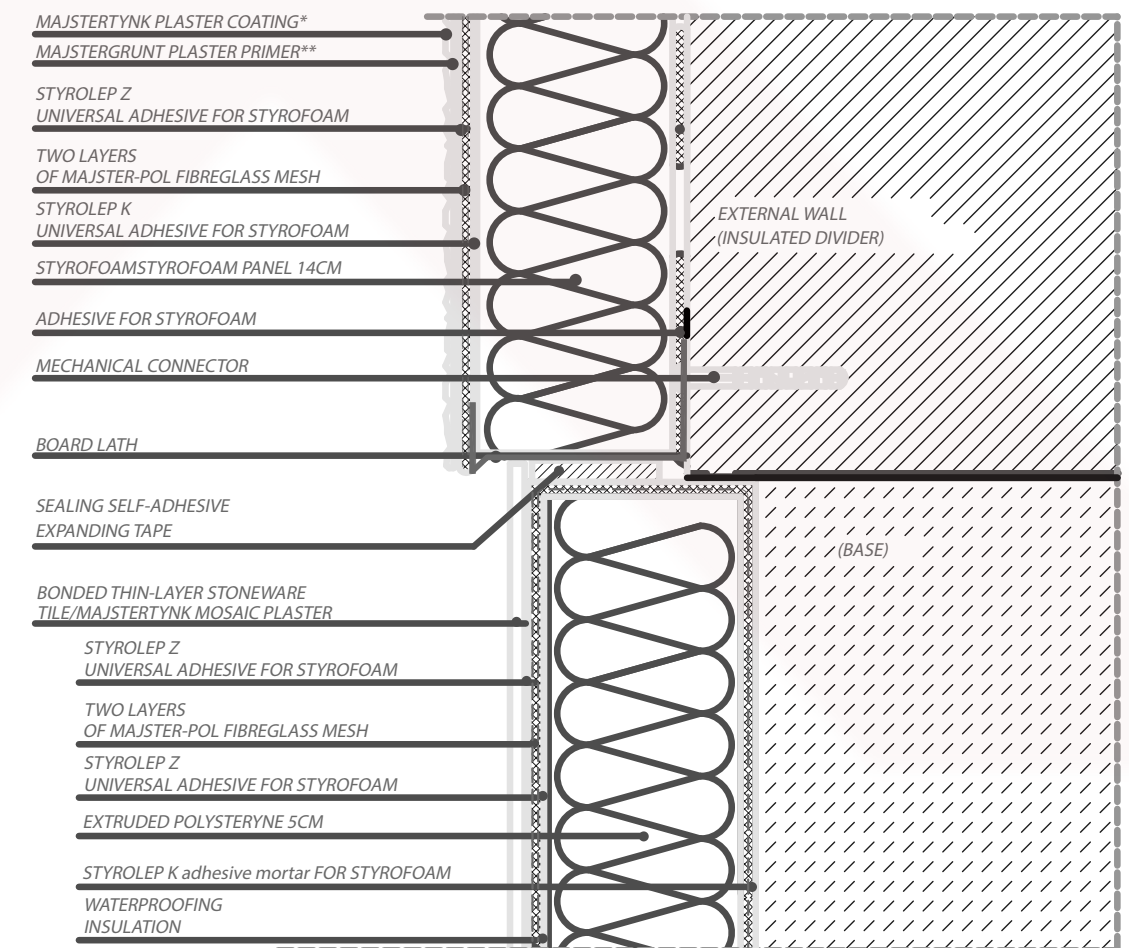 MAJSTERTYNK PLASTER COATING*
MAJSTERGRUNT PLASTER PRIMER**
STYROLEP Z
UNIVERSAL ADHESIVE FOR STYROFOAM
TWO LAYERS
OF MAJSTER-POL FIBREGLASS MESH
STYROLEP K
UNIVERSAL ADHESIVE FOR STYROFOAM
STYROFOAMSTYROFOAM PANEL 14CM
ADHESIVE FOR STYROFOAM
MECHANICAL CONNECTOR
BOARD LATH
SEALING SELF-ADHESIVE
EXPANDING TAPE
BONDED THIN-LAYER STONEWARE
TILE/MAJSTERTYNK MOSAIC PLASTER
STYROLEP Z
UNIVERSAL ADHESIVE FOR STYROFOAM
TWO LAYERS
OF MAJSTER-POL FIBREGLASS MESH
STYROLEP Z
UNIVERSAL ADHESIVE FOR STYROFOAM
EXTRUDED POLYSTERYNE 5CM
STYROLEP K adhesive mortar FOR STYROFOAM
WATERPROOFING
INSULATION
EXTERNAL WALL
(INSULATED DIVIDER)
(BASE)